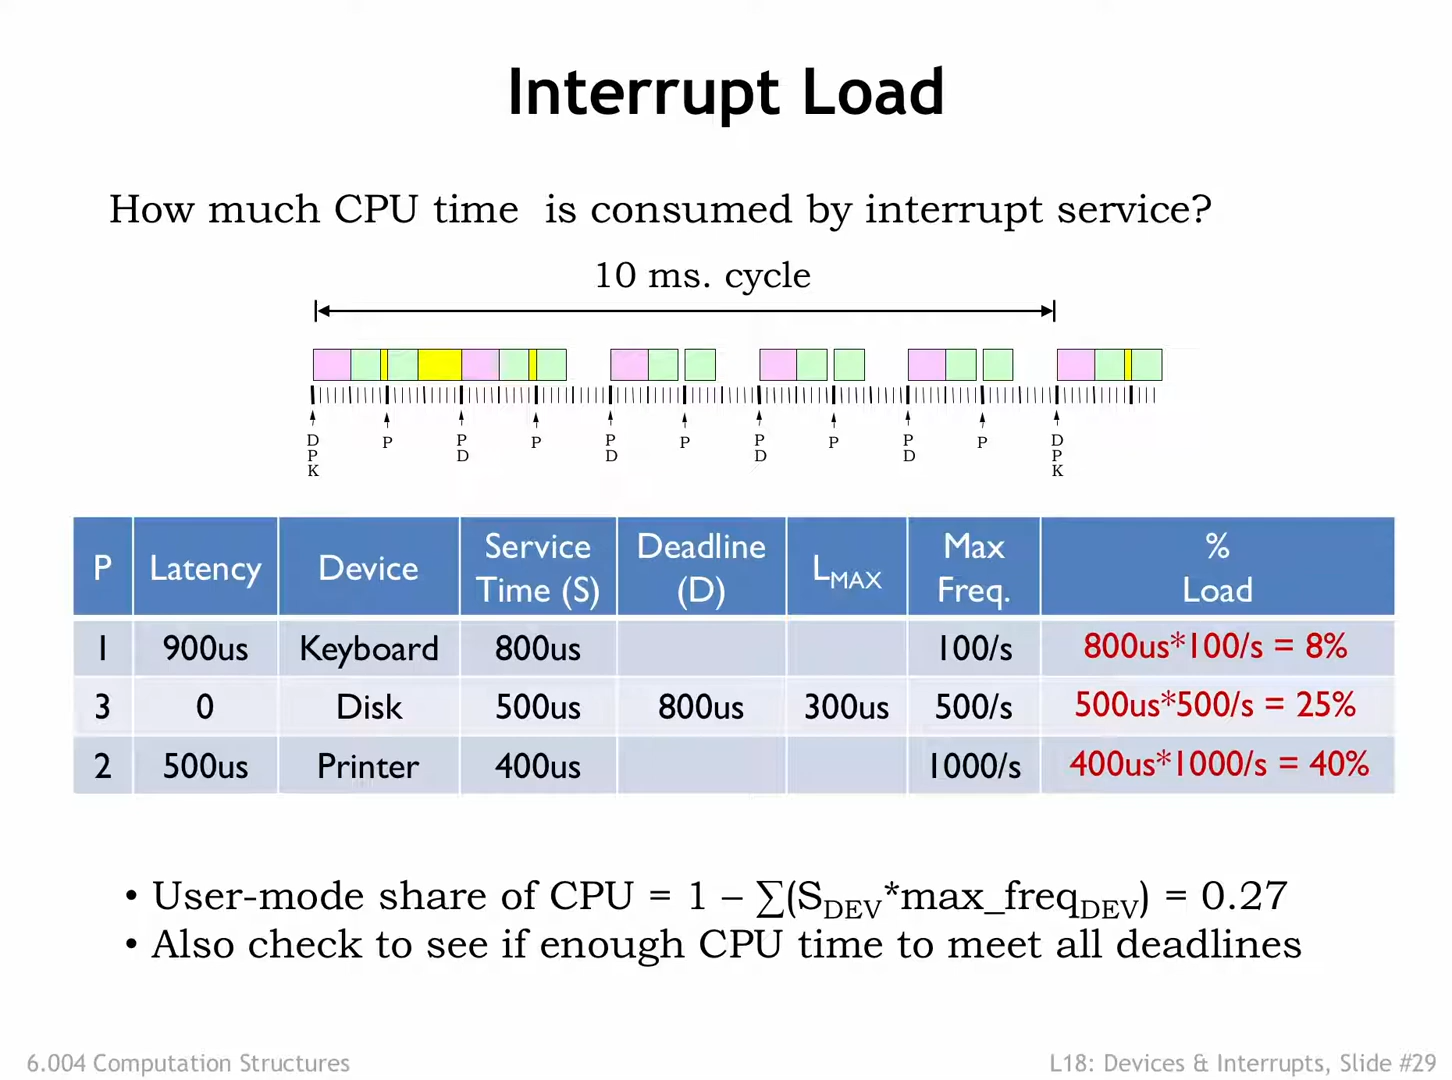 Interrupt Load
How much CPU time is consumed by interrupt service?
10 ms. cycle
D P P P P P P P P P D
P D D D D P
K K
P Latency Device Service Time (S) Deadline (D) LMAX Max Freq. % Load
1 900us Keyboard 800us 100/s 800us*100/s = 8%
3 0 Disk 500us 800us 300us 500/s 500us*500/s = 25%
2 500us Printer 400us 1000/s 400us*1000/s = 40%
• User-mode share of CPU = 1 – ∑(SDEV*max_freqDEV) = 0.27
• Also check to see if enough CPU time to meet all deadlines
6.004 Computation Structures
L18: Devices & Interrupts, Slide #29